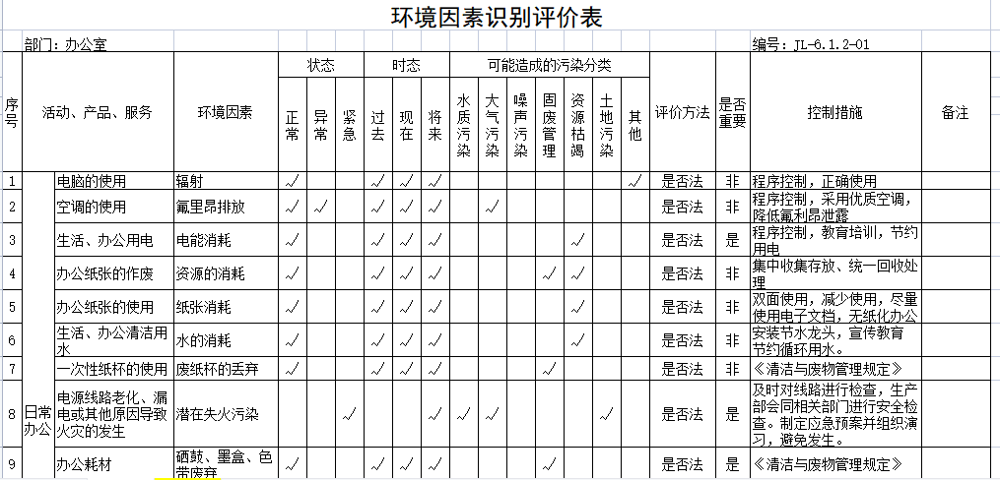 环境因素识别评价表
部门：办公室 编号：JL-6.1.2-01
序号 活动、产品、服务 环境因素 状态 时态 可能造成的污染分类 评价方法 是否重要 控制措施 备注
正常 异常 紧急 过去 现在 将来 水质污染 大气污染 噪声污染 固废管理 资源枯竭 土地污染 其他
日常办公
1 电脑的使用 辐射 √ √ √ √ √ 是否法 非 程序控制，正确使用
2 空调的使用 氟里昂排放 √ √ √ √ √ √ 是否法 非 程序控制，采用优质空调，
降低氟利昂泄露
3 生活、办公用电 电能消耗 √ √ √ √ √ 是否法 是 程序控制，教育培训，节约
用电
4 办公纸张的作废 资源的消耗 √ √ √ √ √ √ 是否法 非 集中收集存放、统一回收处
理
5 办公纸张的使用 纸张消耗 √ √ √ √ √ 是否法 非 双面使用，减少使用，尽量
使用电子文档，无纸化办公
6 生活、办公清洁用
水 水的消耗 √ √ √ √ √ 是否法 非 安装节水龙头，宣传教育
节约循环用水。
7 一次性纸杯的使用 废纸杯的丢弃 √ √ √ √ √ 是否法 非 《清洁与废物管理规定》
8 电源线路老化、漏
电或其他原因导致
火灾的发生 潜在失火污染 √ √ √ √ √ 是否法 是 及时对线路进行检查，生产
部会同相关部门进行安全检
查。制定应急预案并组织演
习，避免发生。
9 办公耗材 硒鼓、墨盒、色
带废弃 √ √ √ √ √ 是否法 是 《清洁与废物管理规定》